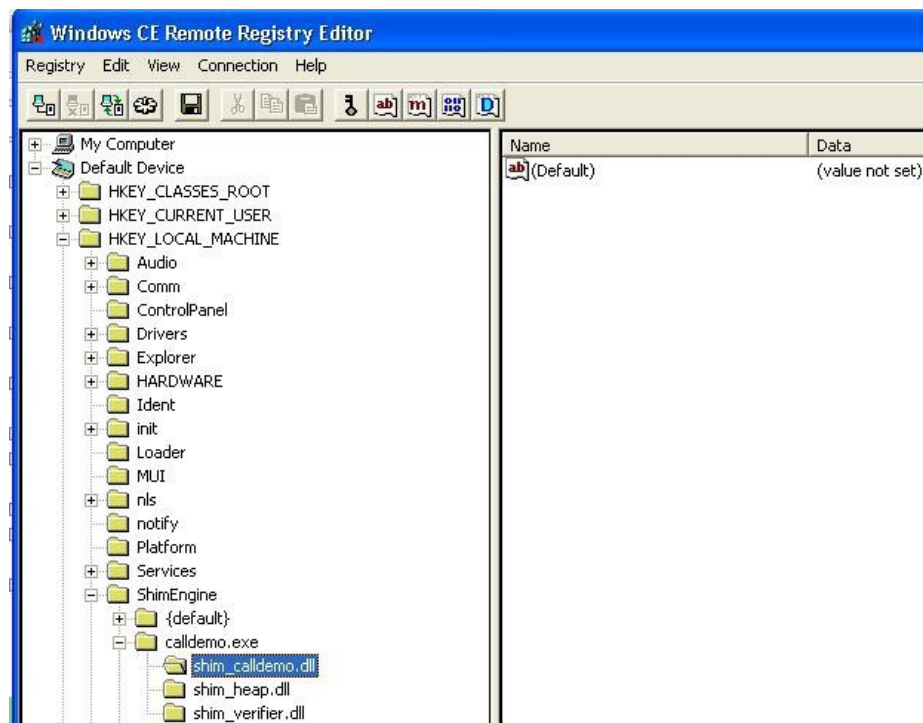 Windows CE Remote Registry Editor
Registry Edit View Connection Help
My Computer
Default Device
HKEY_CLASSES_ROOT
HKEY_CURRENT_USER
HKEY_LOCAL_MACHINE
Audio
Comm
ControlPanel
Drivers
Explorer
HARDWARE
Ident
init
Loader
MUI
nls
notify
Platform
Services
ShimEngine
{default}
calldemo.exe
shim_calldemo.dll
shim_heap.dll
shim_verifier.dll
Name Data
ab (Default) (value not set)